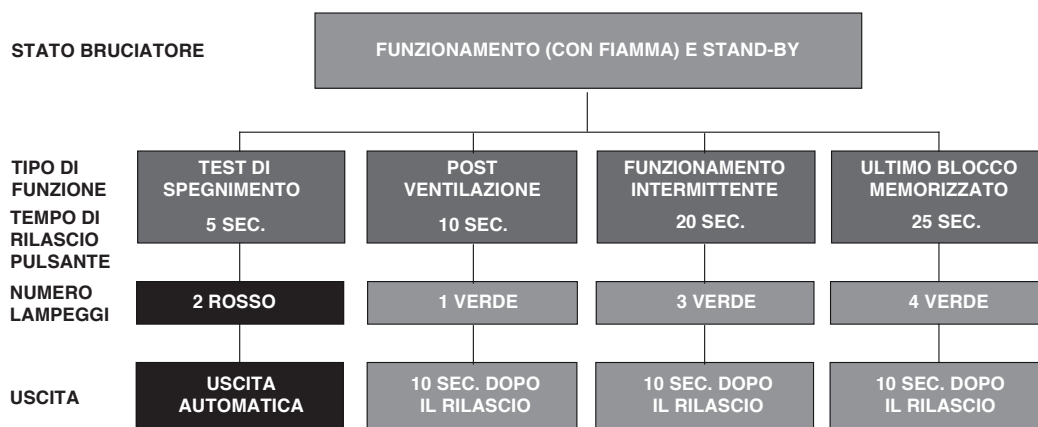 STATO BRUCIATORE
FUNZIONAMENTO (CON FIAMMA) E STAND-BY
TIPO DI
FUNZIONE
TEST DI
SPEGNIMENTO
POST
VENTILAZIONE
FUNZIONAMENTO
INTERMITTENTE
ULTIMO BLOCCO
MEMORIZZATO
TEMPO DI
RILASCIO
PULSANTE
5 SEC.
10 SEC.
20 SEC.
25 SEC.
NUMERO
LAMPEGGI
2 ROSSO
1 VERDE
3 VERDE
4 VERDE
USCITA
USCITA
AUTOMATICA
10 SEC. DOPO
IL RILASCIO
10 SEC. DOPO
IL RILASCIO
10 SEC. DOPO
IL RILASCIO